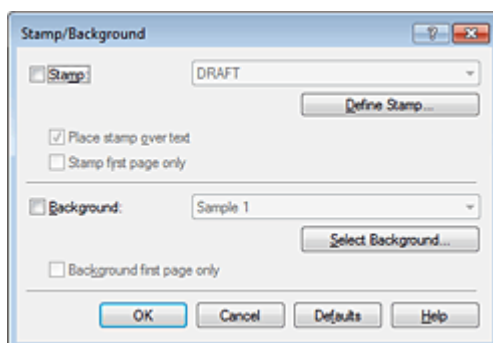 Stamp/Background
Stamp: DRAFT
Define Stamp...
Place stamp over text
Stamp first page only
Background: Sample 1
Select Background...
Background first page only
OK Cancel Defaults Help